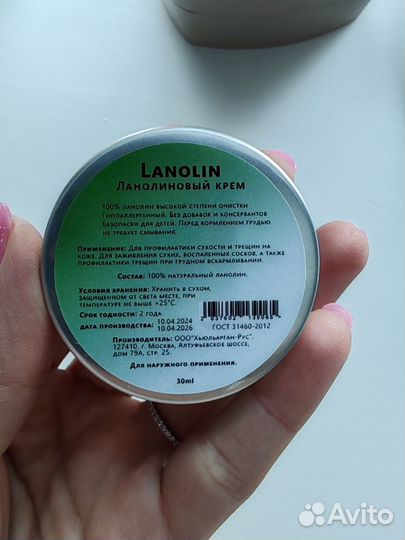 Lanolin
Ланолиновый крем
100% ланолин высокой степени очистки
Гипоаллергенный. Без добавок и консервантов
Безопасен для детей. Перед кормлением грудью
не требует смывания.
Применение: Для профилактики сухости и трещин на
коже. Для заживления сухих, воспаленных сосков, а также
профилактики трещин при грудном вскармливании.
Состав: 100% натуральный ланолин.
Условия хранения: Хранить в сухом,
защищенном от света месте, при
температуре не выше +25°C.
Срок годности: 2 года
10.04.2024
дата производства: 10.04.2026
ГОСТ 31460-2012
Производитель: ООО"Хьюльарган-Рус",
127410, г. Москва, Алтуфьевское шоссе,
дом 79А, стр. 25.
Для наружного применения.
30ml
Avito